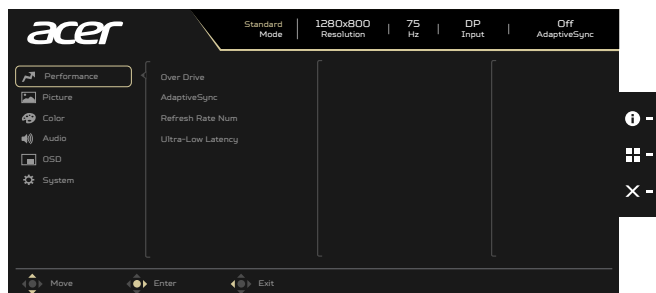 acer
Standard Mode
1280x800 Resolution
75 Hz
DP Input
Off AdaptiveSync
Performance
Picture
Color
Audio
OSD
System
Over Drive
AdaptiveSync
Refresh Rate Num
Ultra-Low Latency
Move
Enter
Exit